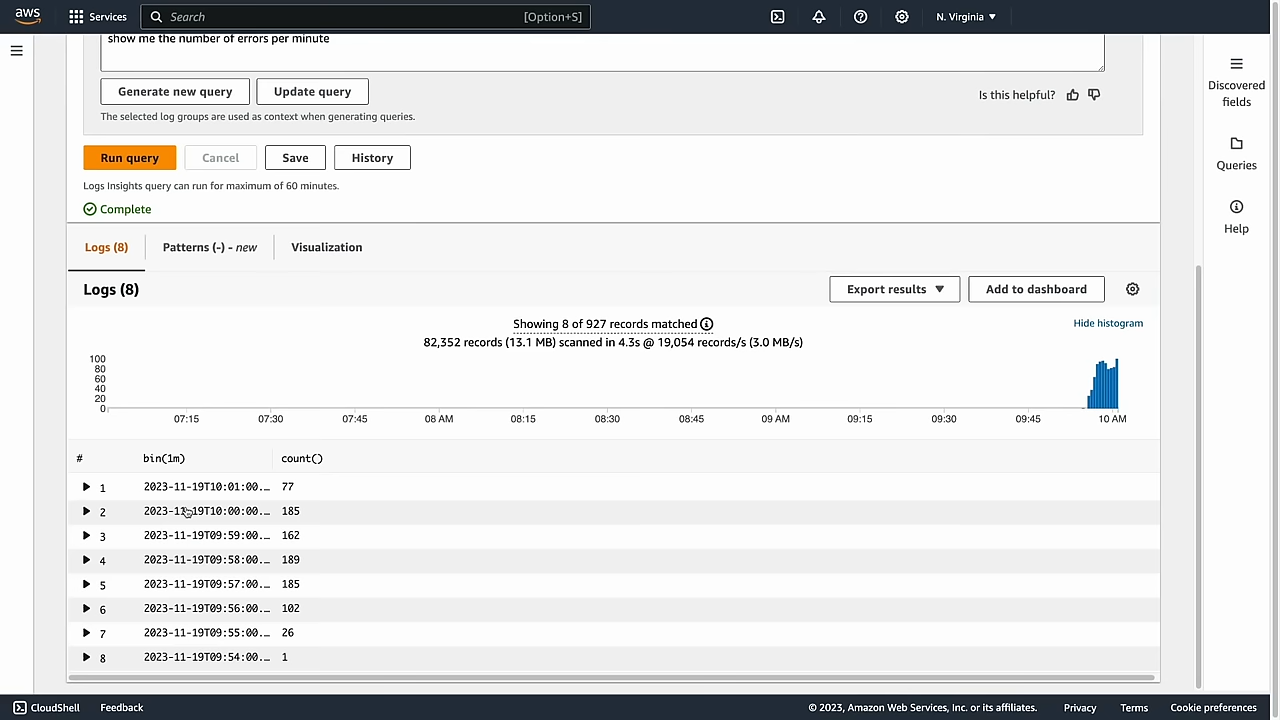 aws
Services
Search
[Option+S]
N. Virginia ▼
show me the number of errors per minute
Generate new query
Update query
Is this helpful?
The selected log groups are used as context when generating queries.
Run query
Cancel
Save
History
Logs Insights query can run for maximum of 60 minutes.
Complete
Logs (8)
Patterns (-) - new
Visualization
Logs (8)
Export results ▼
Add to dashboard
Showing 8 of 927 records matched
Hide histogram
82,352 records (13.1 MB) scanned in 4.3s @ 19,054 records/s (3.0 MB/s)
100
80
60
40
20
0
07:15 07:30 07:45 08 AM 08:15 08:30 08:45 09 AM 09:15 09:30 09:45 10 AM
# bin(1m) count()
1 2023-11-19T10:01:00.… 77
2 2023-11-19T10:00:00.… 185
3 2023-11-19T09:59:00.… 162
4 2023-11-19T09:58:00.… 189
5 2023-11-19T09:57:00.… 185
6 2023-11-19T09:56:00.… 102
7 2023-11-19T09:55:00.… 26
8 2023-11-19T09:54:00.… 1
Discovered
fields
Queries
Help
CloudShell
Feedback
© 2023, Amazon Web Services, Inc. or its affiliates.
Privacy
Terms
Cookie preferences